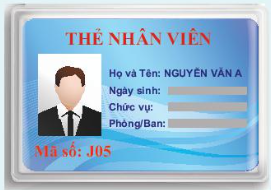 THẺ NHÂN VIÊN
Họ và Tên: NGUYỄN VĂN A
Ngày sinh:
Chức vụ:
Phòng/Ban:
Mã số: J05